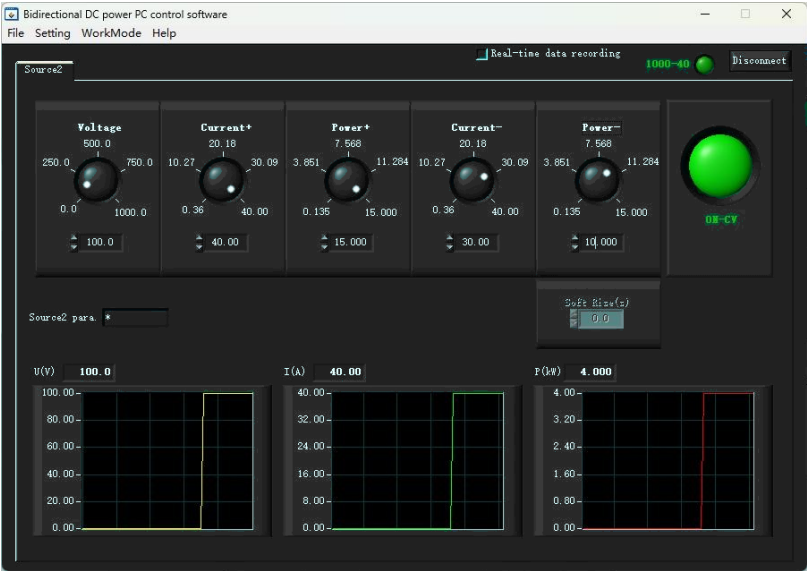 Bidirectional DC power PC control software
File Setting WorkMode Help
Real-time data recording
1000-40
Disconnect
Source2
Voltage
500.0
250.0 750.0
0.0 1000.0
100.0
Current+
20.18
10.27 30.09
0.36 40.00
40.00
Power+
7.568
3.851 11.284
0.135 15.000
15.000
Current-
20.18
10.27 30.09
0.36 40.00
30.00
Power-
7.568
3.851 11.284
0.135 15.000
10.000
ON-CV
Soft Rise(s)
0.0
Source2 para. *
U(V) 100.0
100.00
80.00
60.00
40.00
20.00
0.00
I(A) 40.00
40.00
32.00
24.00
16.00
8.00
0.00
P(kW) 4.000
4.00
3.20
2.40
1.60
0.80
0.00